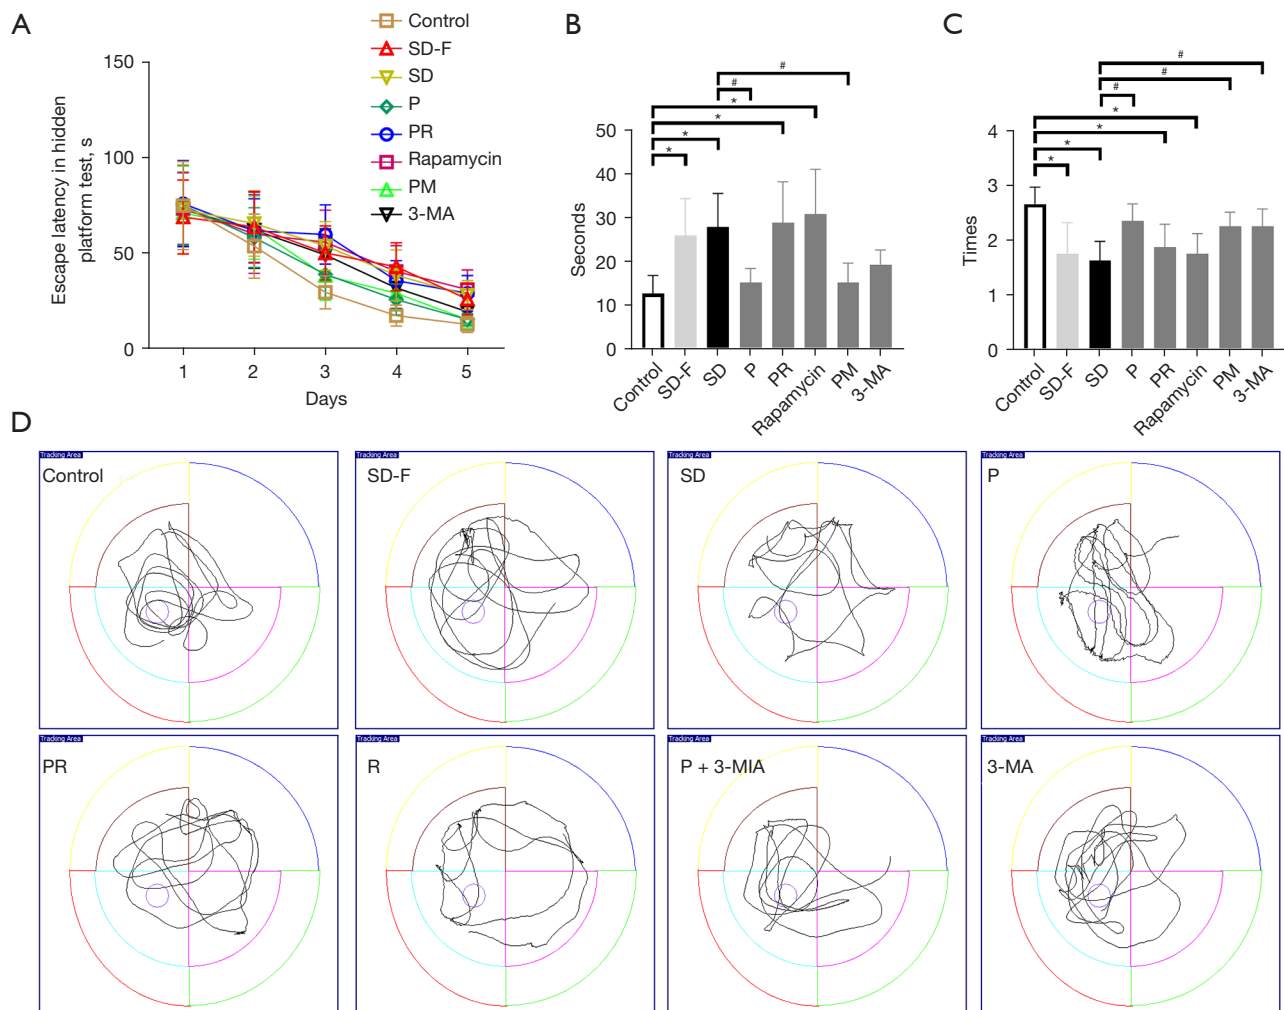 A
Control
SD-F
SD
P
PR
Rapamycin
PM
3-MA
Escape latency in hidden
platform test, s
150
100
50
0
1 2 3 4 5
Days
B
#
#
*
*
*
*
Seconds
50
40
30
20
10
0
Control SD-F SD P PR Rapamycin PM 3-MA
C
#
#
#
*
*
*
*
Times
4
3
2
1
0
Control SD-F SD P PR Rapamycin PM 3-MA
D
Tracking Area
Control
Tracking Area
SD-F
Tracking Area
SD
Tracking Area
P
Tracking Area
PR
Tracking Area
R
Tracking Area
P + 3-MIA
Tracking Area
3-MA